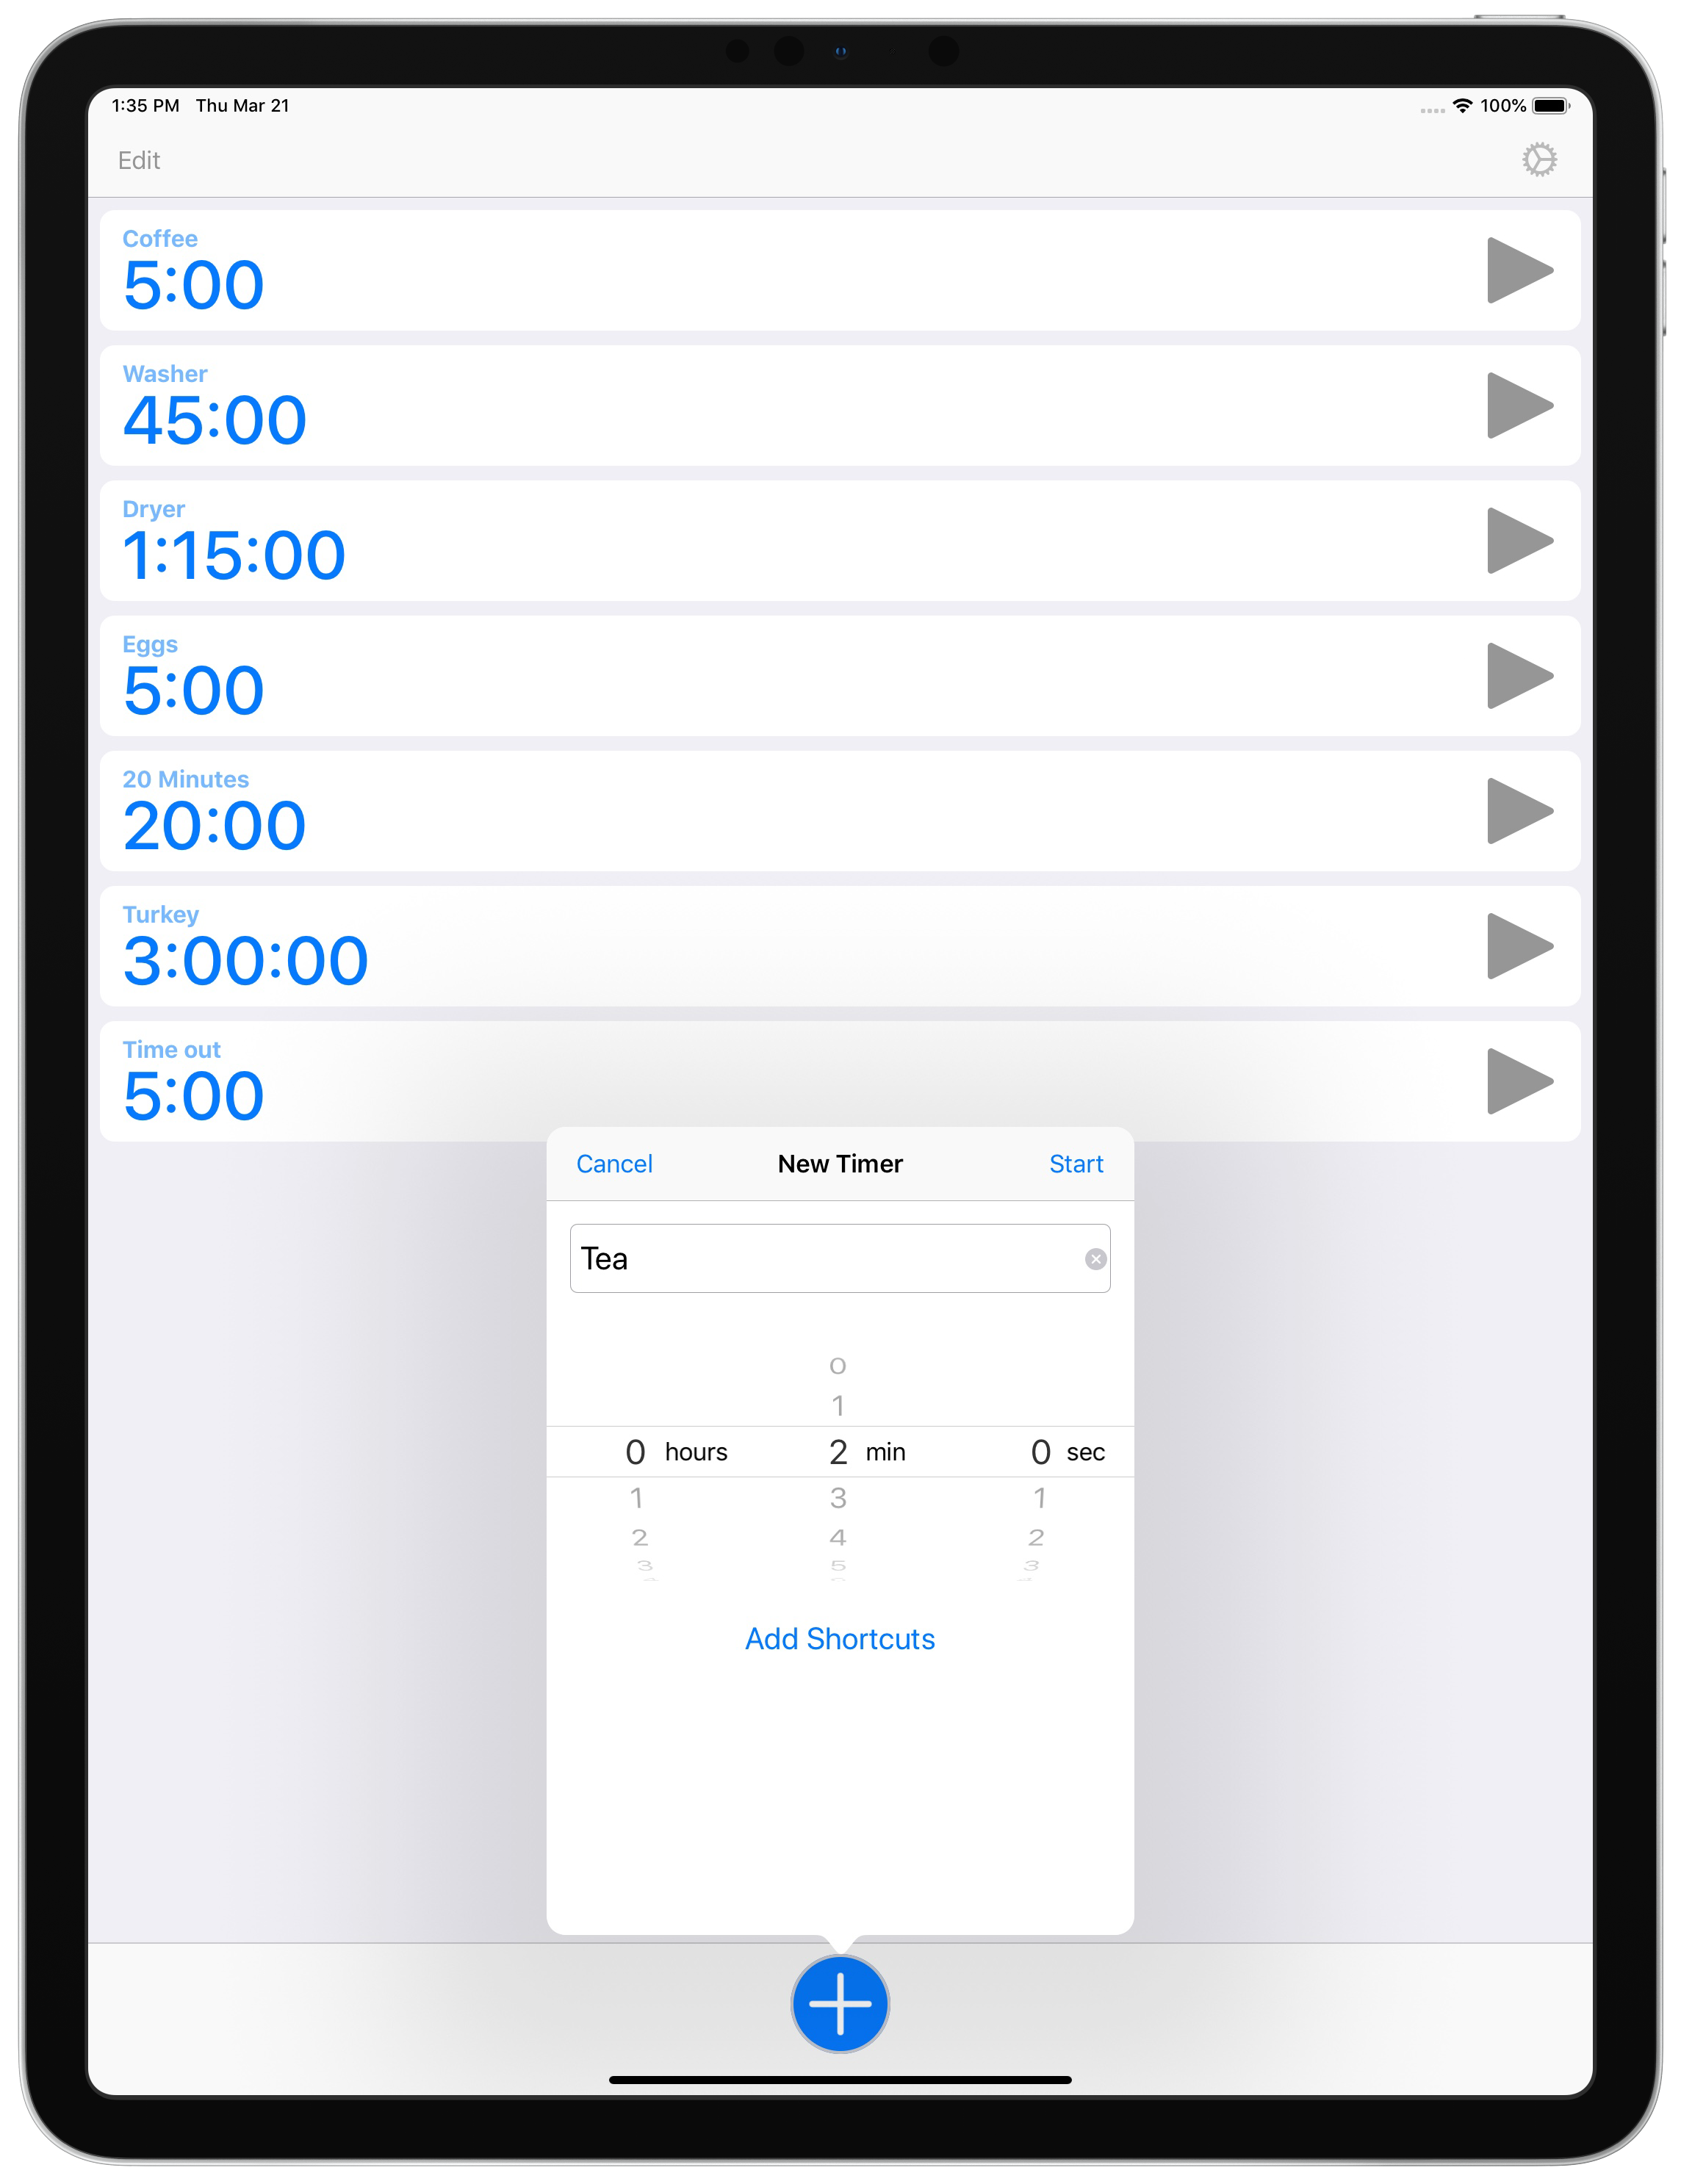 1:35 PM Thu Mar 21 100%
Edit
Coffee
5:00
Washer
45:00
Dryer
1:15:00
Eggs
5:00
20 Minutes
20:00
Turkey
3:00:00
Time out
5:00
Cancel New Timer Start
Tea
0
1
0 hours 2 min 0 sec
1 3 1
2 4 2
3 5 3
Add Shortcuts